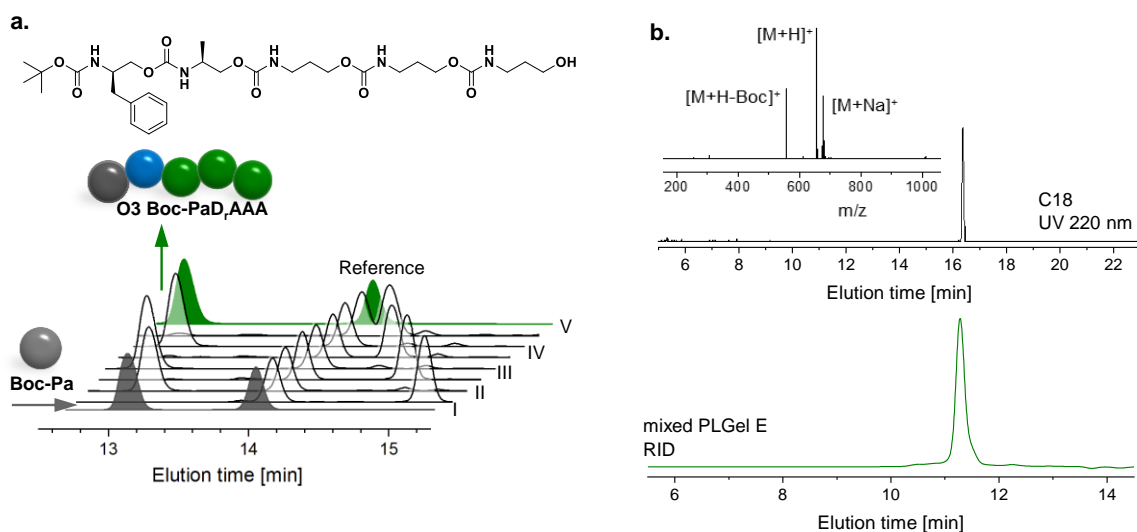 a.
H
N
O
O
O
O
N
H
H
N
O
O
O
N
H
O
O
H
N
OH
O
O3 Boc-PaDrAAA
Reference
Boc-Pa
V
IV
III
II
I
13
14
15
Elution time [min]
b.
[M+H]+
[M+H-Boc]+
[M+Na]+
200 400 600 800 1000
m/z
C18
UV 220 nm
6 8 10 12 14 16 18 20 22
Elution time [min]
mixed PLGel E
RID
6 8 10 12 14
Elution time [min]